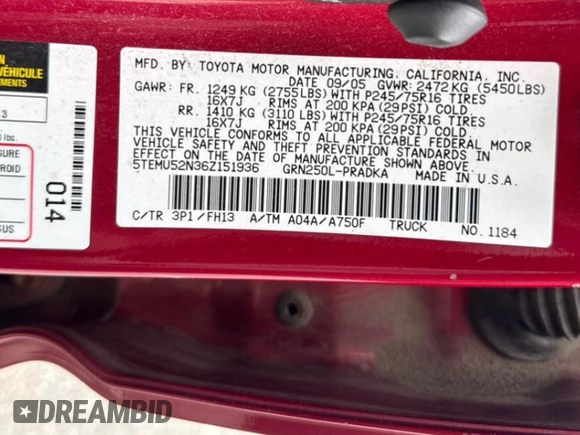 MFD. BY: TOYOTA MOTOR MANUFACTURING, CALIFORNIA, INC.
DATE 09/05 GVWR: 2472 KG (5450LBS)
GAWR: FR. 1249 KG (2755LBS) WITH P245/75R16 TIRES
16X7J RIMS AT 200 KPA (29PSI) COLD
RR. 1410 KG (3110LBS) WITH P245/75R16 TIRES
16X7J RIMS AT 200 KPA (29PSI) COLD
THIS VEHICLE CONFORMS TO ALL APPLICABLE FEDERAL MOTOR
VEHICLE SAFETY AND THEFT PREVENTION STANDARDS IN
EFFECT ON THE DATE OF MANUFACTURE SHOWN ABOVE.
5TEMU52N36Z151936 GRN250L-PRADKA MADE IN U.S.A.
C/TR 3P1/FH13 A/TM A04A/A750F TRUCK NO. 1184
VÉHICULE
lbs.
014
DREAMBID